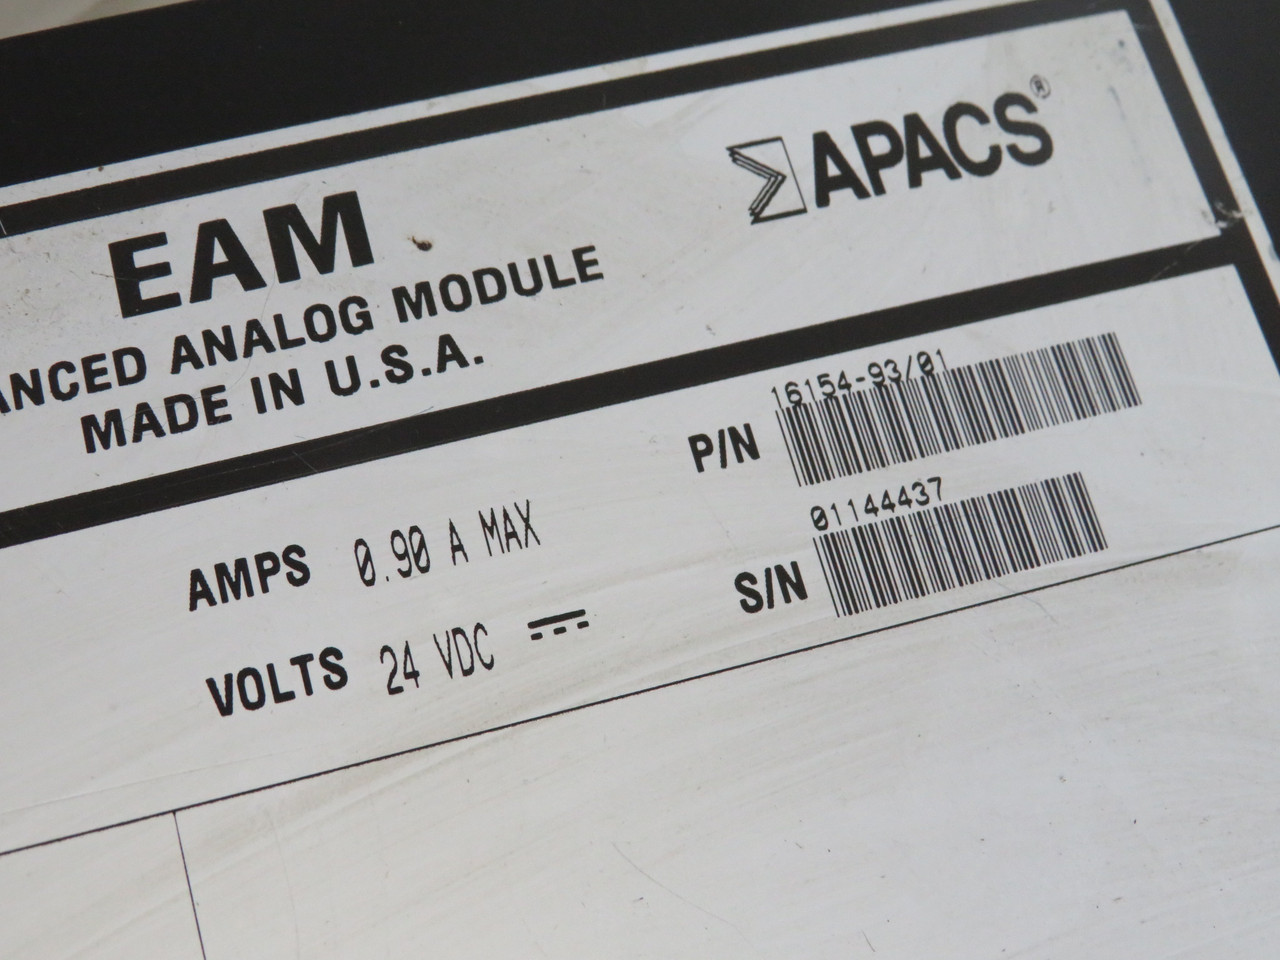 APACS®
EAM
ANCED ANALOG MODULE
MADE IN U.S.A.
16154-93/01
P/N
01144437
S/N
AMPS 0.90 A MAX
VOLTS 24 VDC